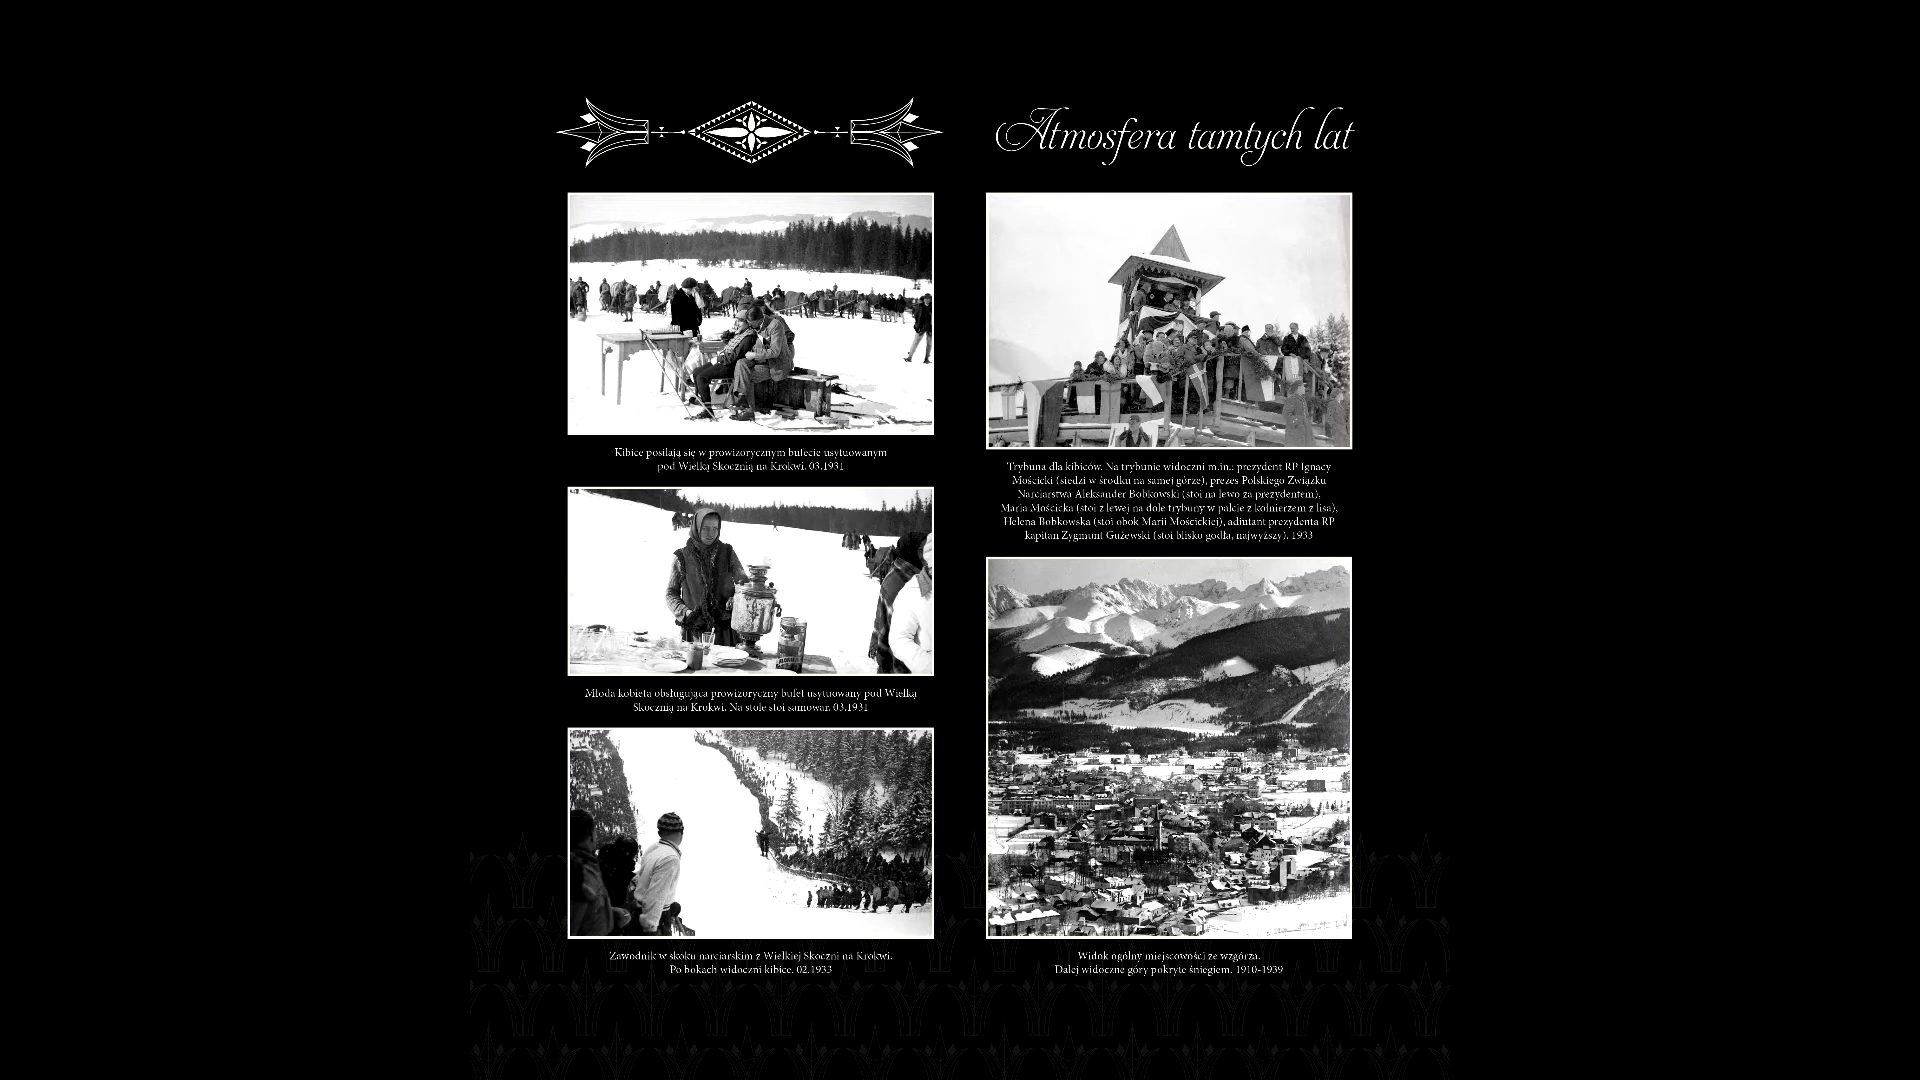 Atmosfera tamtych lat
Kibice posilają się w prowizorycznym bufecie usytuowanym
pod Wielką Skocznią na Krokwi. 03.1931
Młoda kobieta obsługująca prowizoryczny bufet usytuowany pod Wielką
Skocznią na Krokwi. Na stole stoi samowar. 03.1931
Zawodnik w skoku narciarskim z Wielkiej Skoczni na Krokwi.
Po bokach widoczni kibice. 02.1933
Trybuna dla kibiców. Na trybunie widoczni m.in.: prezydent RP Ignacy
Mościcki (siedzi w środku na samej górze), prezes Polskiego Związku
Narciarstwa Aleksander Bobkowski (stoi na lewo za prezydentem),
Maria Mościcka (stoi z lewej na dole trybuny w palcie z kołnierzem z lisa),
Helena Bobkowska (stoi obok Marii Mościckiej), adiutant prezydenta RP
kapitan Zygmunt Gużewski (stoi blisko godła, najwyższy). 1933
Widok ogólny miejscowości ze wzgórza.
Dalej widoczne góry pokryte śniegiem. 1910-1939